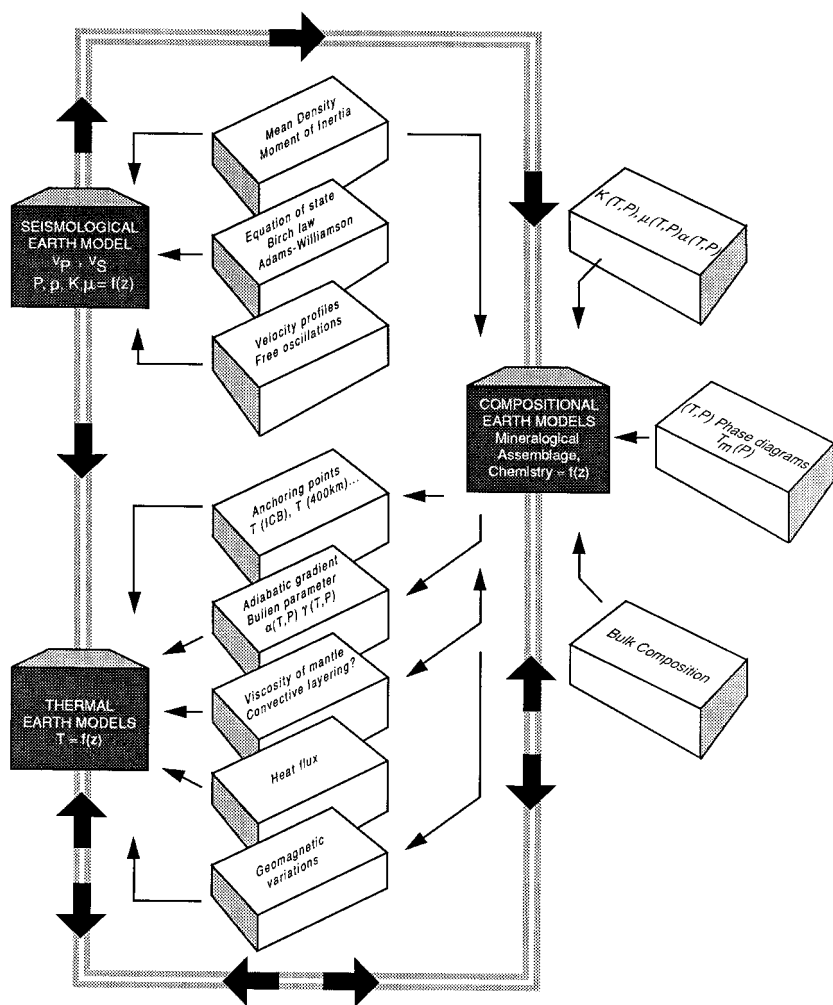 Mean Density
Moment of Inertia
Equation of state
Birch law
Adams-Williamson
Velocity profiles
Free oscillations
SEISMOLOGICAL
EARTH MODEL
VP , VS
P, ρ, K,μ = f(z)
K (T,P), μ (T,P) α (T,P)
COMPOSITIONAL
EARTH MODELS
Mineralogical
Assemblage,
Chemistry = f(z)
(T,P) Phase diagrams
Tm (P)
Bulk Composition
Anchoring points
T (ICB), T (400km)...
Adiabatic gradient
Bullen parameter
α(T,P) γ (T,P)
Viscosity of mantle
Convective layering?
Heat flux
Geomagnetic
variations
THERMAL
EARTH MODELS
T = f(z)